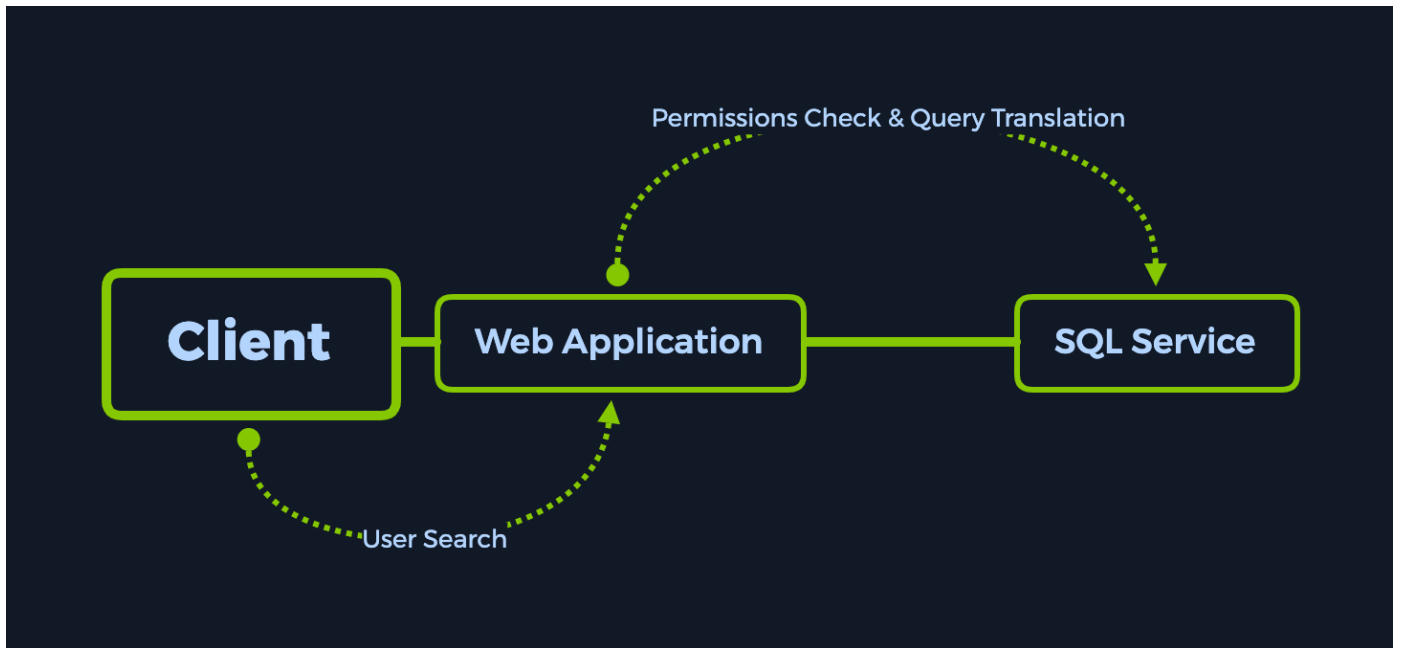 Permissions Check & Query Translation
Client
Web Application
SQL Service
User Search